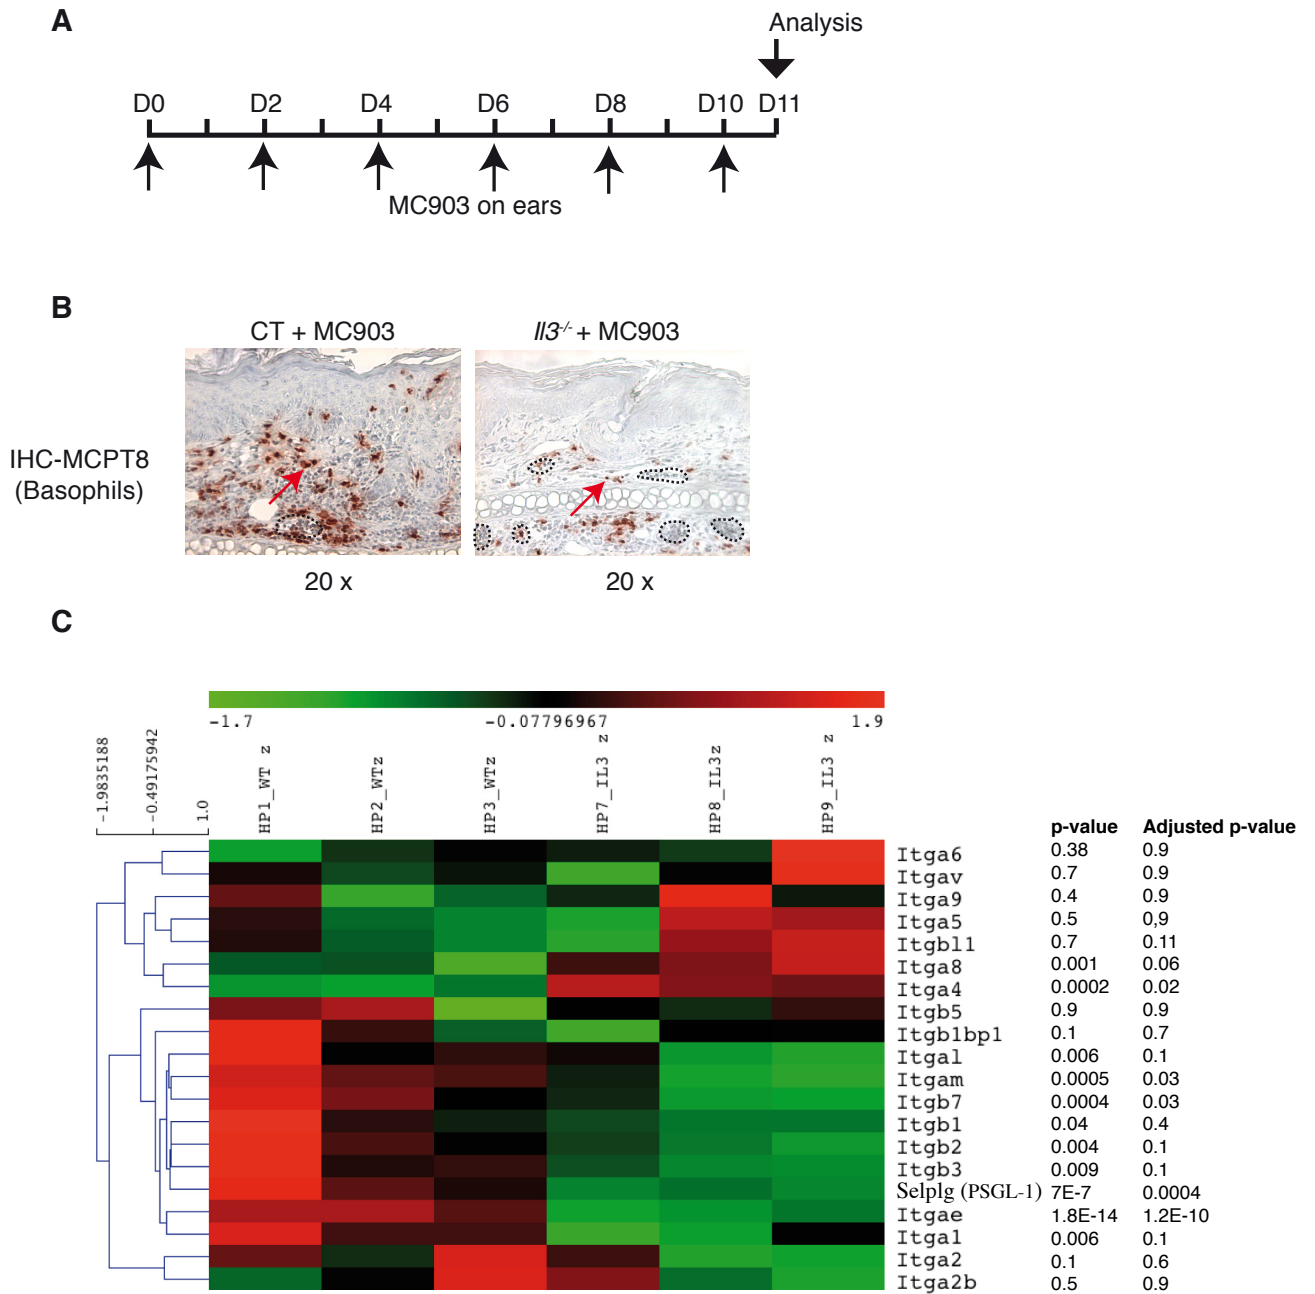 A
Analysis
D0 D2 D4 D6 D8 D10 D11
MC903 on ears
B
CT + MC903 Il3-/- + MC903
IHC-MCPT8
(Basophils)
20 x 20 x
C
-1.7 -0.07796967 1.9
-1.9835188 -0.49175942 1.0 HP1_WT z HP2_WTz HP3_WTz HP7_IL3 z HP8_IL3z HP9_IL3 z
p-value Adjusted p-value
Itga6 0.38 0.9
Itgav 0.7 0.9
Itga9 0.4 0.9
Itga5 0.5 0,9
Itgbl1 0.7 0.11
Itga8 0.001 0.06
Itga4 0.0002 0.02
Itgb5 0.9 0.9
Itgb1bp1 0.1 0.7
Itgal 0.006 0.1
Itgam 0.0005 0.03
Itgb7 0.0004 0.03
Itgb1 0.04 0.4
Itgb2 0.004 0.1
Itgb3 0.009 0.1
Selplg (PSGL-1) 7E-7 0.0004
Itgae 1.8E-14 1.2E-10
Itga1 0.006 0.1
Itga2 0.1 0.6
Itga2b 0.5 0.9